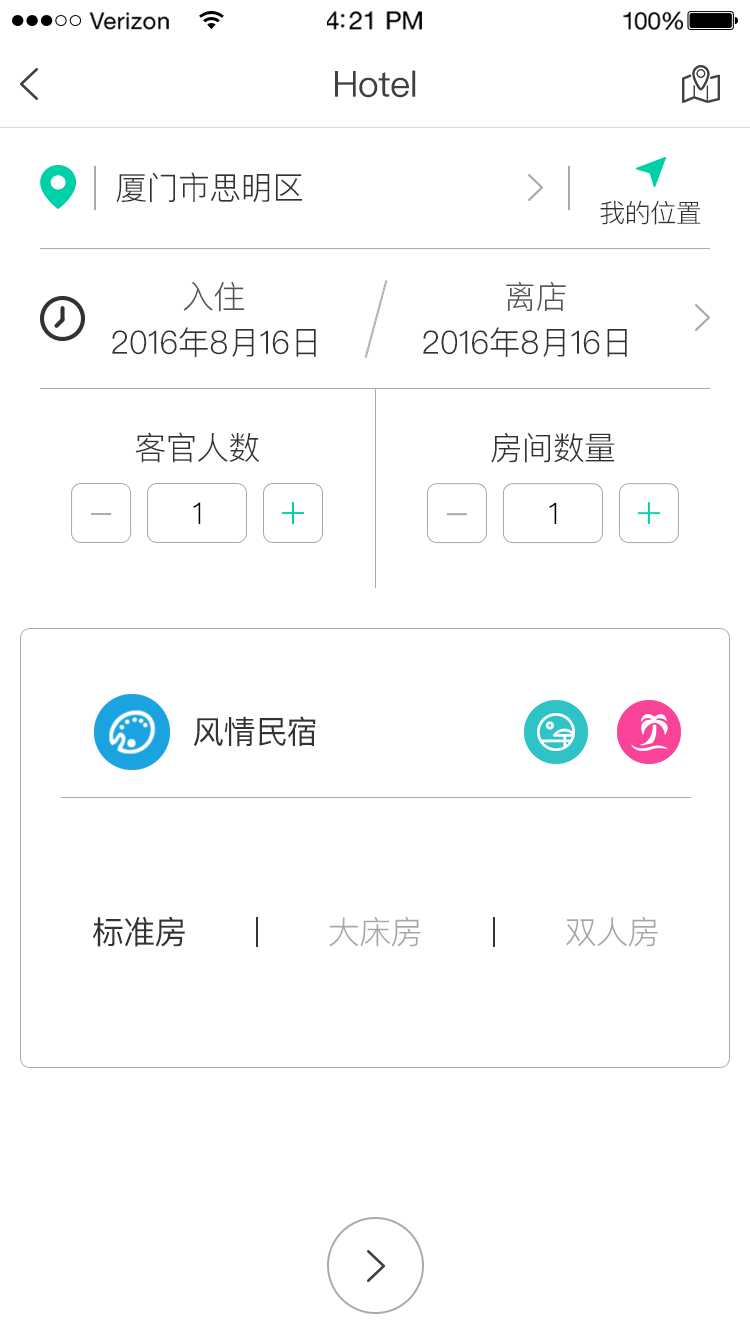 Verizon 4:21 PM 100%
Hotel
厦门市思明区
我的位置
入住 离店
2016年8月16日 2016年8月16日
客官人数 房间数量
1 1
风情民宿
标准房 大床房 双人房